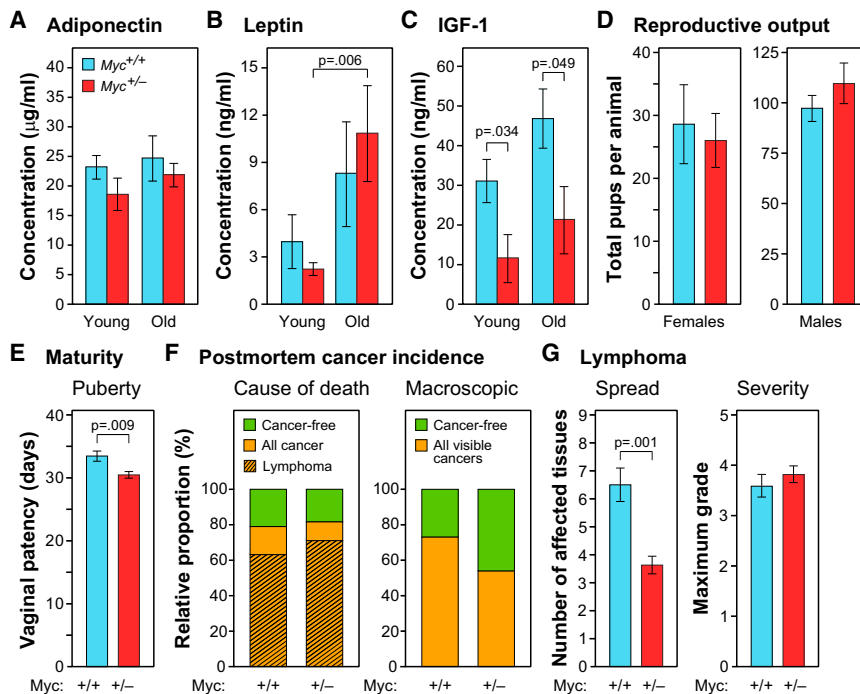 A Adiponectin
Concentration (μg/ml)
40
35
30
25
20
15
10
5
0
Myc+/+
Myc+/–
Young Old
B Leptin
Concentration (ng/ml)
15
12
9
6
3
0
p=.006
Young Old
C IGF-1
Concentration (ng/ml)
60
50
40
30
20
10
0
p=.034
p=.049
Young Old
D Reproductive output
Total pups per animal
40
35
30
25
20
15
10
5
0
Females
125
100
75
50
25
0
Males
E Maturity
Puberty
Vaginal patency (days)
40
30
20
10
0
p=.009
Myc: +/+ +/–
F Postmortem cancer incidence
Cause of death
Relative proportion (%)
Cancer-free
All cancer
Lymphoma
100
80
60
40
20
0
Myc: +/+ +/–
Macroscopic
Cancer-free
All visible
cancers
100
80
60
40
20
0
Myc: +/+ +/–
G Lymphoma
Spread
Number of affected tissues
9
8
7
6
5
4
3
2
1
0
p=.001
Myc: +/+ +/–
Severity
Maximum grade
5
4
3
2
1
0
Myc: +/+ +/–